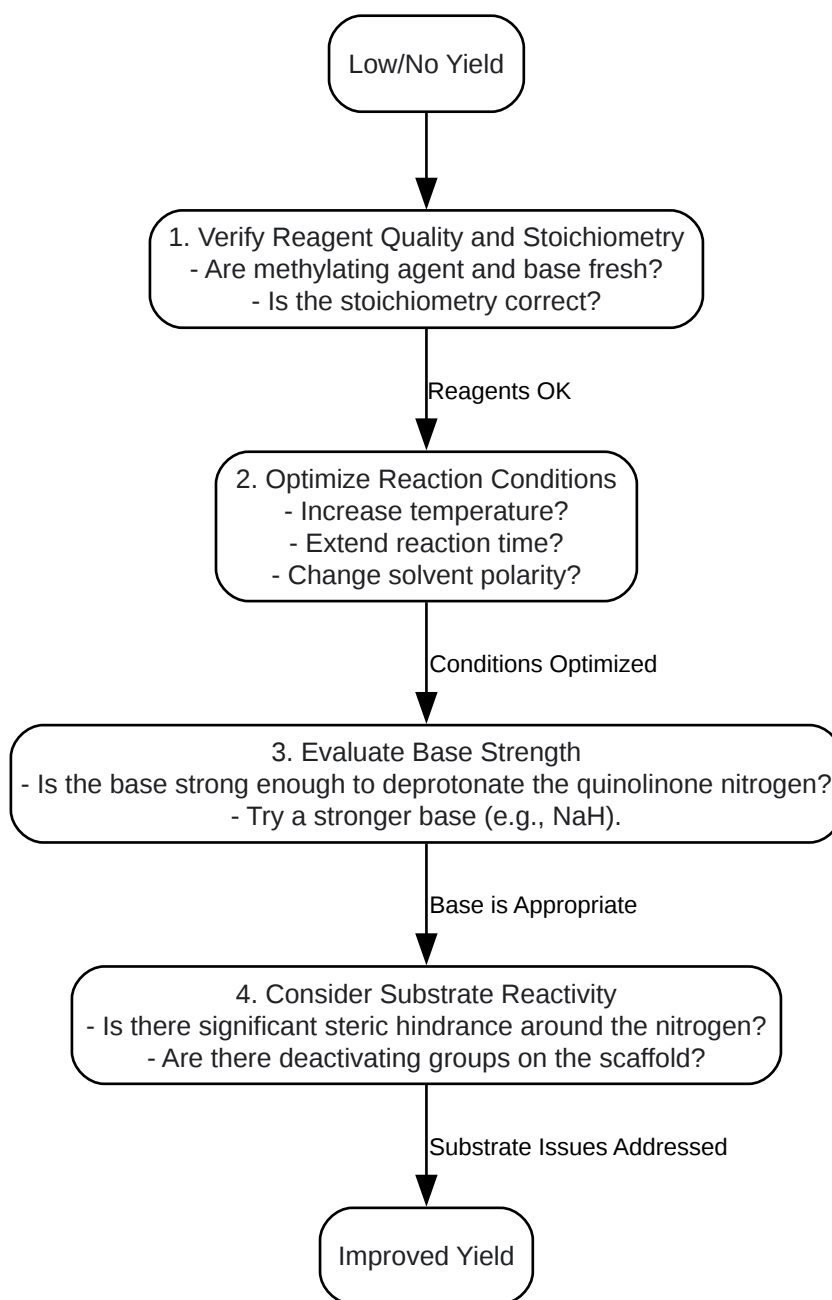 Low/No Yield
1. Verify Reagent Quality and Stoichiometry
- Are methylating agent and base fresh?
- Is the stoichiometry correct?
Reagents OK
2. Optimize Reaction Conditions
- Increase temperature?
- Extend reaction time?
- Change solvent polarity?
Conditions Optimized
3. Evaluate Base Strength
- Is the base strong enough to deprotonate the quinolinone nitrogen?
- Try a stronger base (e.g., NaH).
Base is Appropriate
4. Consider Substrate Reactivity
- Is there significant steric hindrance around the nitrogen?
- Are there deactivating groups on the scaffold?
Substrate Issues Addressed
Improved Yield